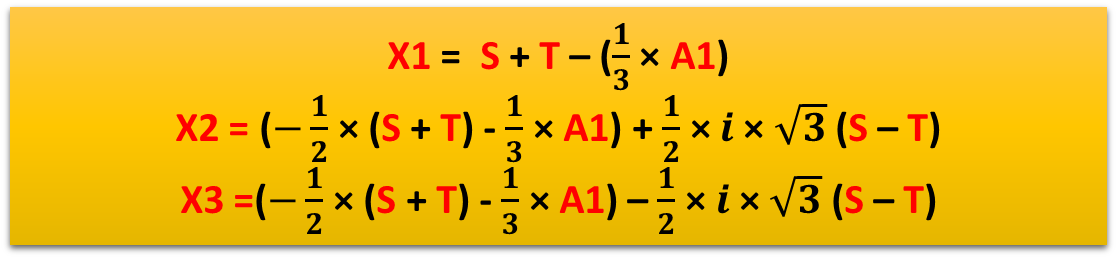 X1 = S + T – (1/3 × A1)
X2 = (−1/2 × (S + T) - 1/3 × A1) + 1/2 × i × √3 (S – T)
X3 =(−1/2 × (S + T) - 1/3 × A1) – 1/2 × i × √3 (S – T)